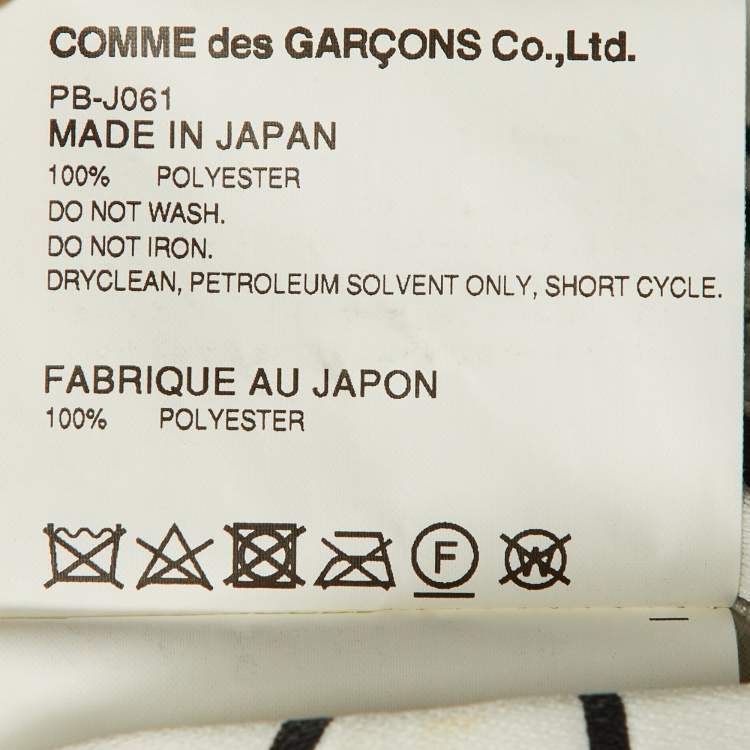 COMME des GARÇONS Co.,Ltd.
PB-J061
MADE IN JAPAN
100% POLYESTER
DO NOT WASH.
DO NOT IRON.
DRYCLEAN, PETROLEUM SOLVENT ONLY, SHORT CYCLE.
FABRIQUE AU JAPON
100% POLYESTER
F W